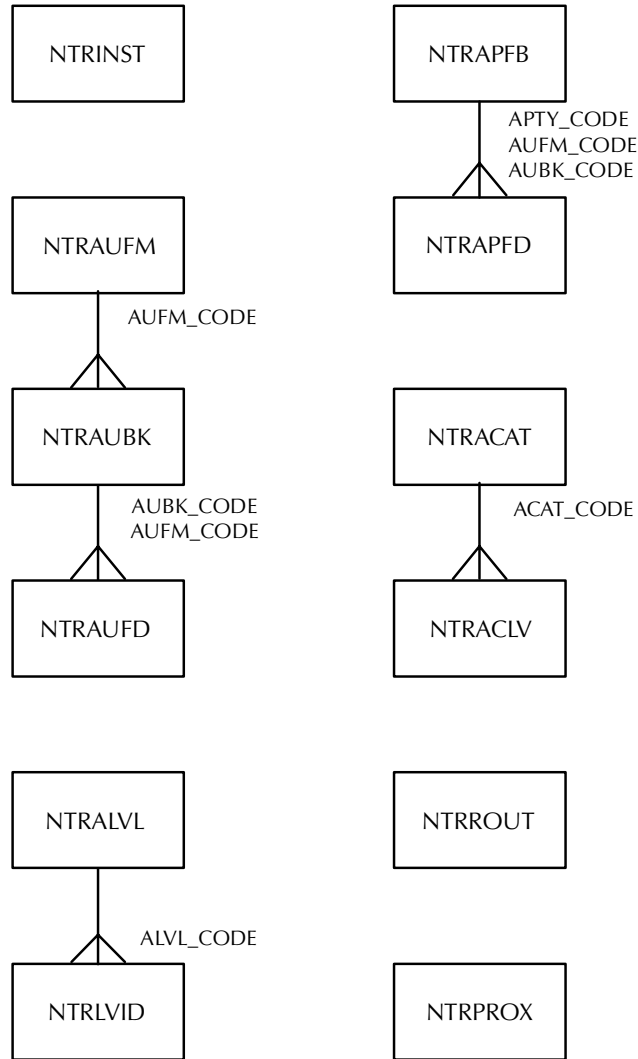 NTRINST
NTRAPFB
APTY_CODE
AUFM_CODE
AUBK_CODE
NTRAUFM
NTRAPFD
AUFM_CODE
NTRAUBK
NTRACAT
AUBK_CODE
AUFM_CODE
ACAT_CODE
NTRAUFD
NTRACLV
NTRALVL
NTRROUT
ALVL_CODE
NTRLVID
NTRPROX